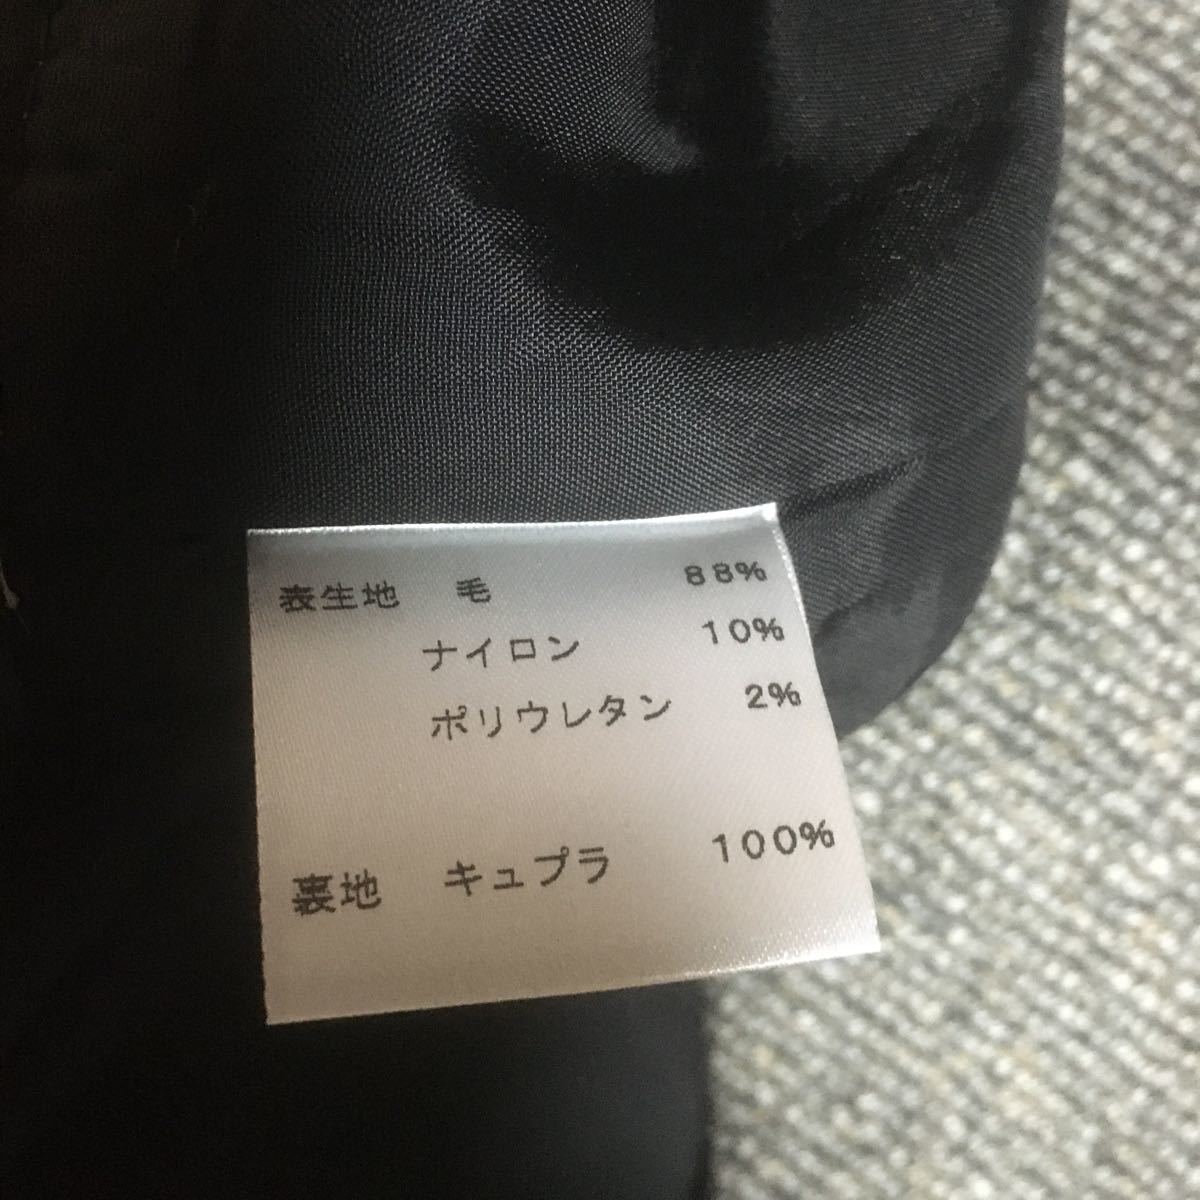 表生地 毛 88%
ナイロン 10%
ポリウレタン 2%
裏地 キュプラ 100%